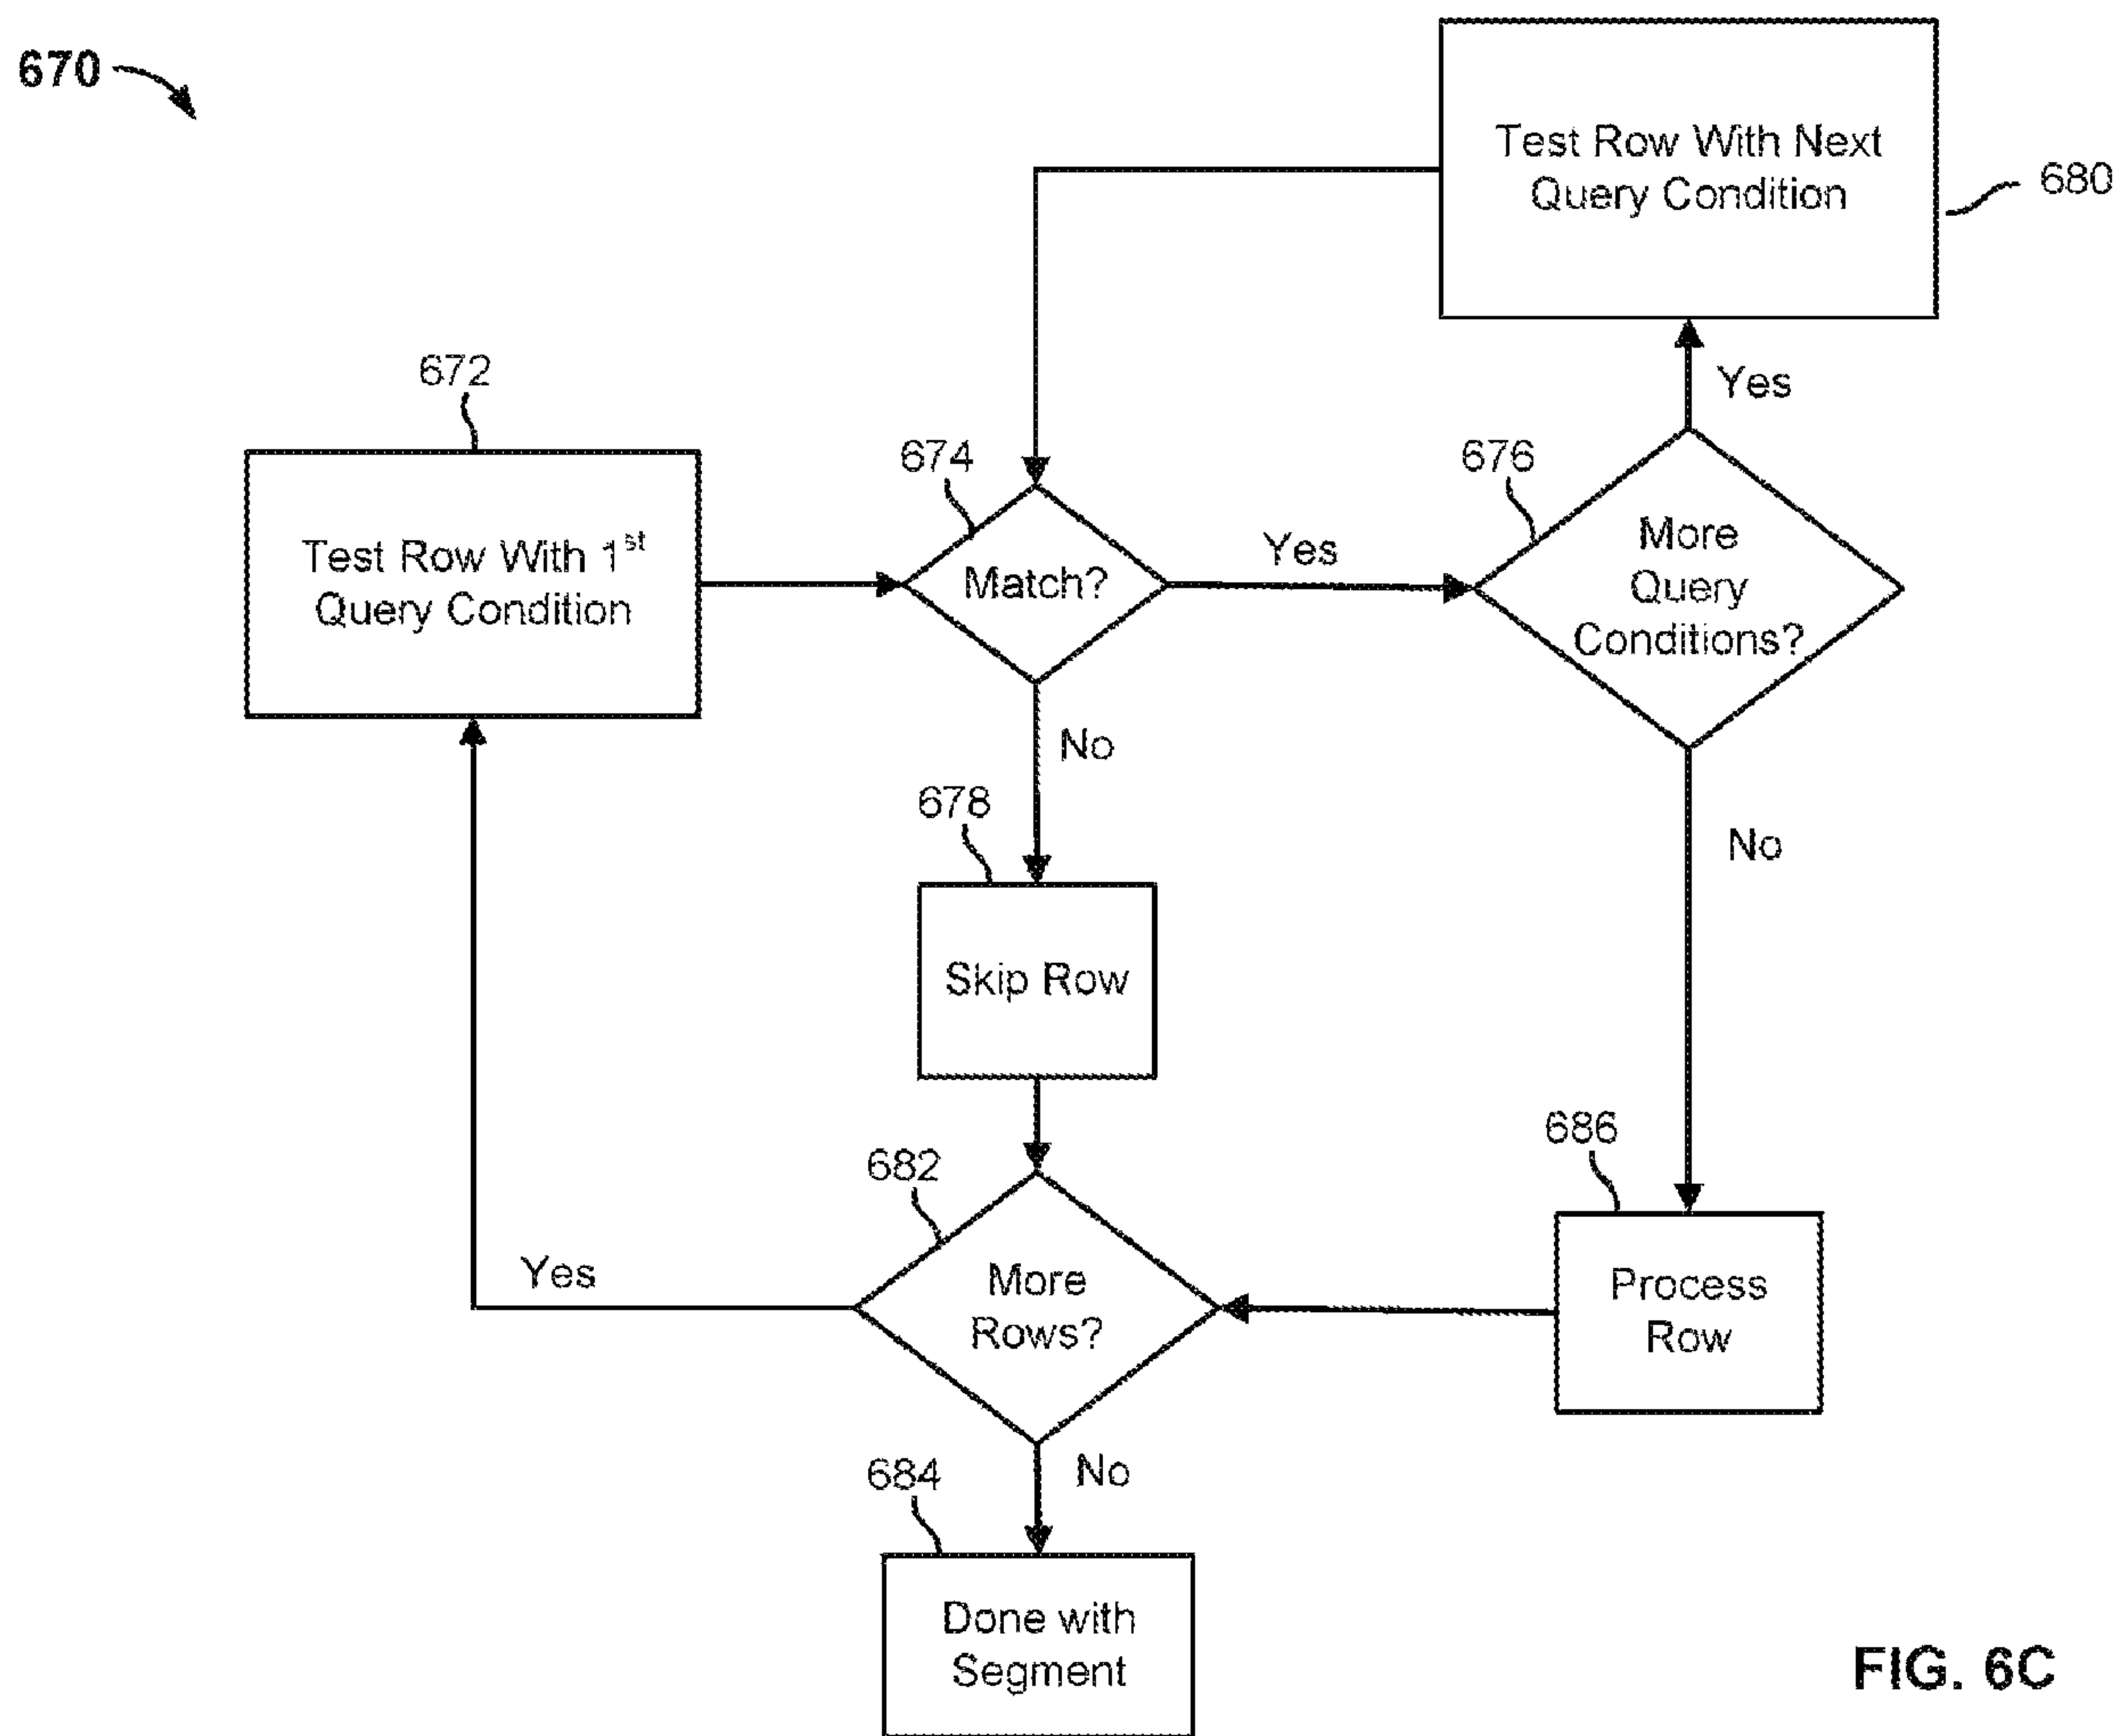 670
Test Row With Next
Query Condition
680
Yes
672
Test Row With 1st
Query Condition
674
Match?
Yes
676
More
Query
Conditions?
No
No
678
Skip Row
682
More
Rows?
Yes
686
Process
Row
No
684
Done with
Segment
FIG. 6C